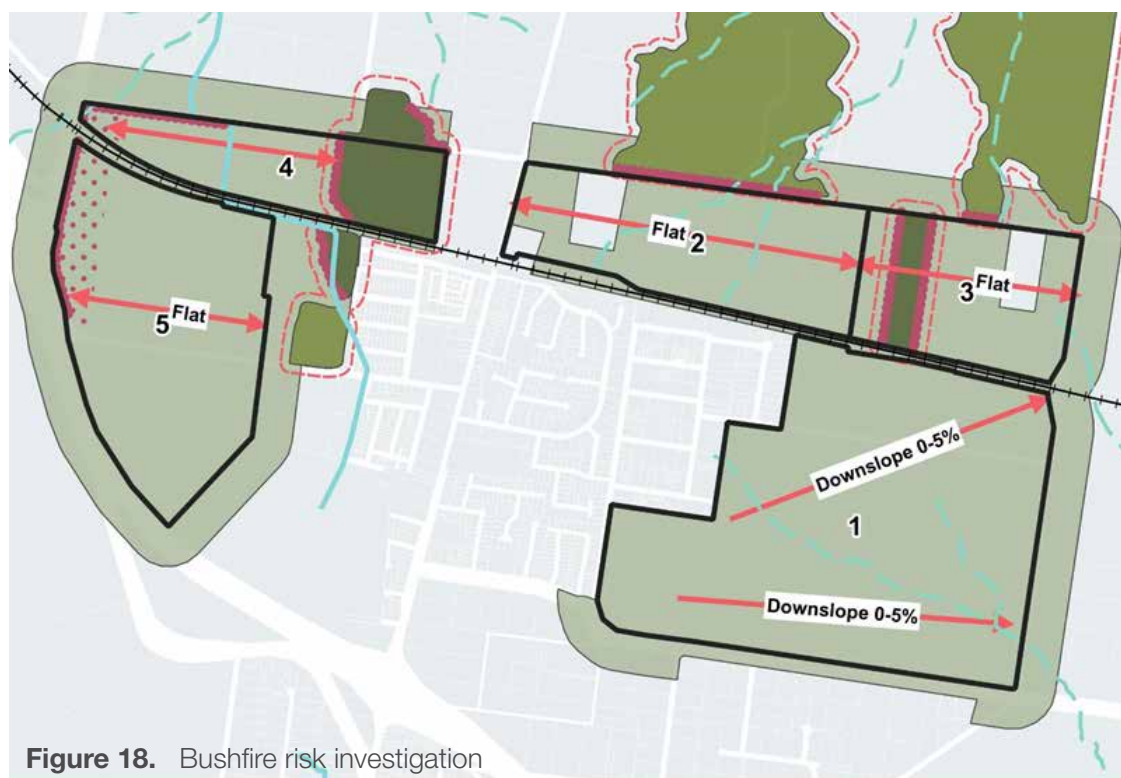 4
Flat
2
Flat
3
Flat
5
Downslope 0-5%
1
Downslope 0-5%
Figure 18. Bushfire risk investigation